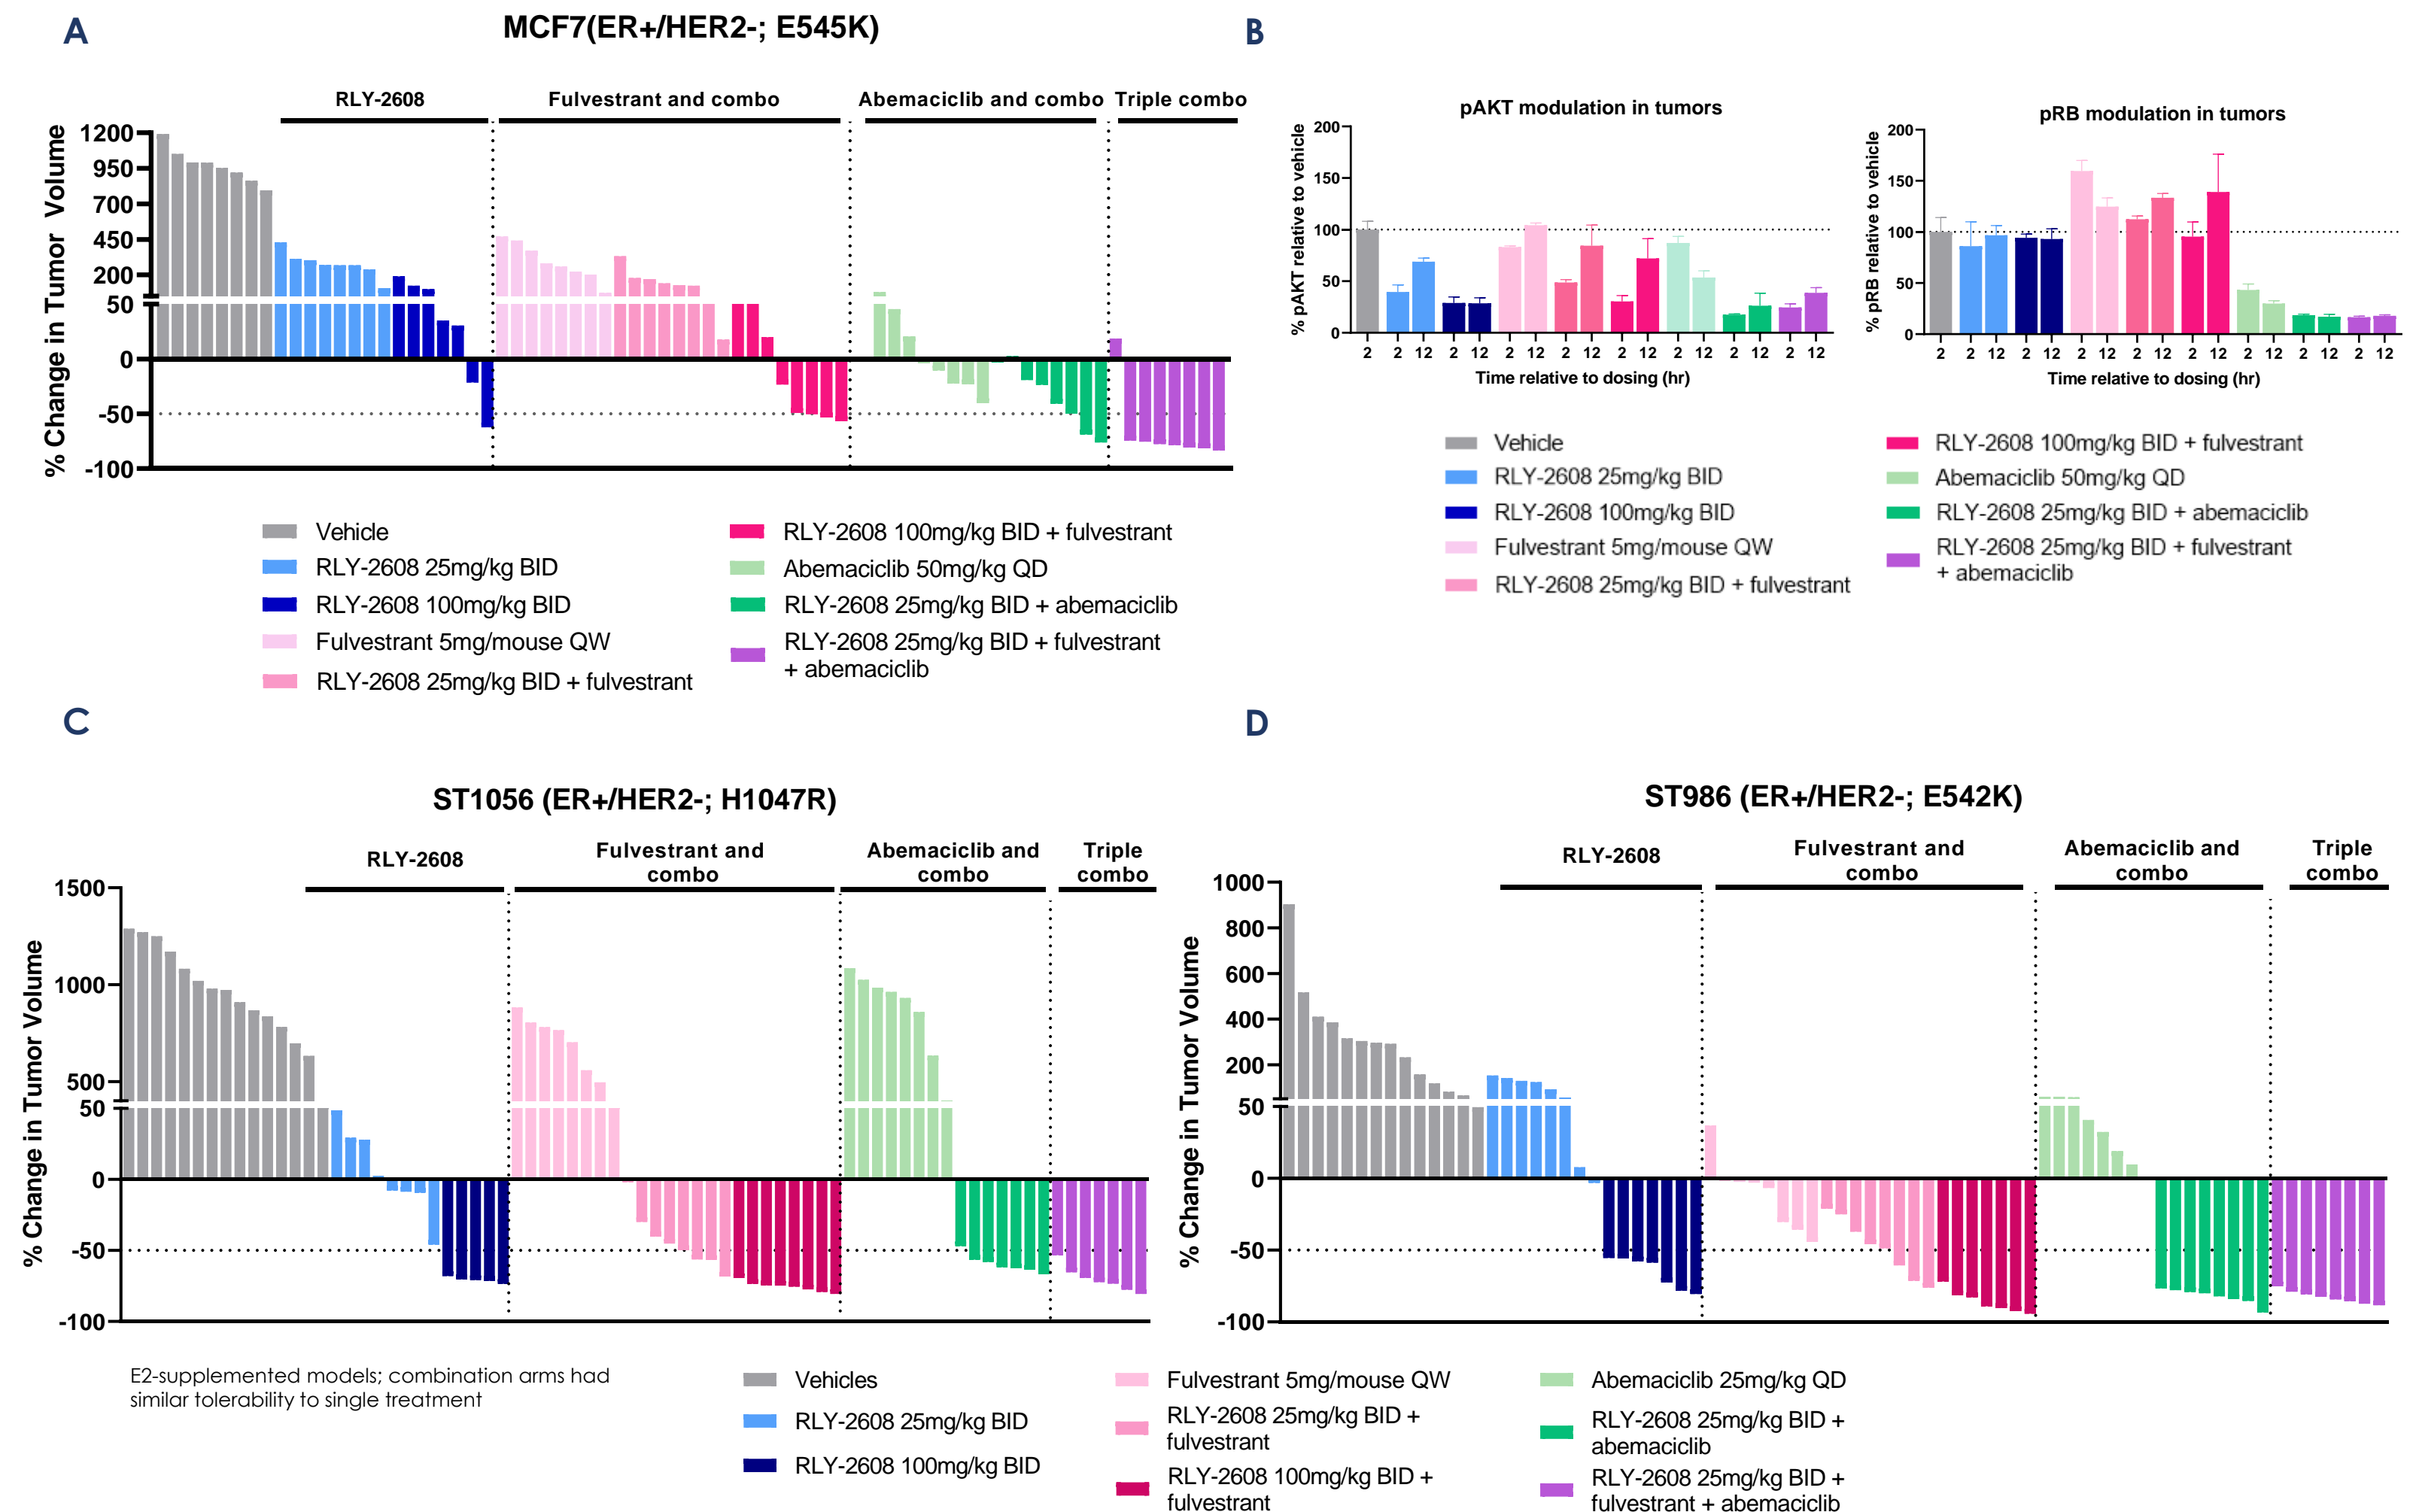 A
MCF7(ER+/HER2-; E545K)
RLY-2608
Fulvestrant and combo
Abemaciclib and combo
Triple combo
% Change in Tumor Volume
1200
950
700
450
200
50
0
-50
-100
Vehicle
RLY-2608 25mg/kg BID
RLY-2608 100mg/kg BID
Fulvestrant 5mg/mouse QW
RLY-2608 25mg/kg BID + fulvestrant
RLY-2608 100mg/kg BID + fulvestrant
Abemaciclib 50mg/kg QD
RLY-2608 25mg/kg BID + abemaciclib
RLY-2608 25mg/kg BID + fulvestrant
+ abemaciclib
B
pAKT modulation in tumors
% pAKT relative to vehicle
200
150
100
50
0
2 2 12 2 12 2 12 2 12 2 12 2 12 2 12 2 12
Time relative to dosing (hr)
pRB modulation in tumors
% pRB relative to vehicle
200
150
100
50
0
2 2 12 2 12 2 12 2 12 2 12 2 12 2 12 2 12
Time relative to dosing (hr)
Vehicle
RLY-2608 25mg/kg BID
RLY-2608 100mg/kg BID
Fulvestrant 5mg/mouse QW
RLY-2608 25mg/kg BID + fulvestrant
RLY-2608 100mg/kg BID + fulvestrant
Abemaciclib 50mg/kg QD
RLY-2608 25mg/kg BID + abemaciclib
RLY-2608 25mg/kg BID + fulvestrant
+ abemaciclib
C
ST1056 (ER+/HER2-; H1047R)
RLY-2608
Fulvestrant and
combo
Abemaciclib and
combo
Triple
combo
% Change in Tumor Volume
1500
1000
500
50
0
-50
-100
D
ST986 (ER+/HER2-; E542K)
RLY-2608
Fulvestrant and
combo
Abemaciclib and
combo
Triple
combo
% Change in Tumor Volume
1000
800
600
400
200
50
0
-50
-100
E2-supplemented models; combination arms had
similar tolerability to single treatment
Vehicles
RLY-2608 25mg/kg BID
RLY-2608 100mg/kg BID
Fulvestrant 5mg/mouse QW
RLY-2608 25mg/kg BID +
fulvestrant
RLY-2608 100mg/kg BID +
fulvestrant
Abemaciclib 25mg/kg QD
RLY-2608 25mg/kg BID +
abemaciclib
RLY-2608 25mg/kg BID +
fulvestrant + abemaciclib